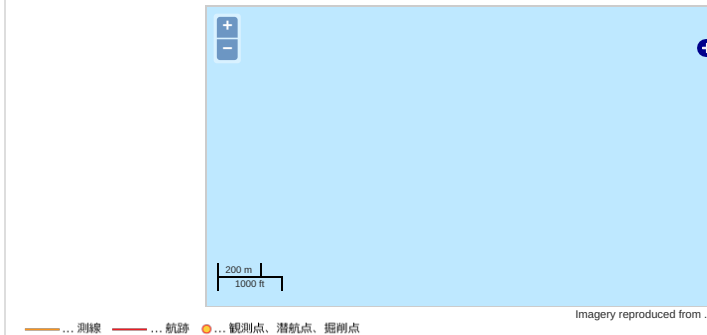 +
−
200 m
1000 ft
Imagery reproduced from .
... 測線 ... 航跡 ... 観測点、潜航点、掘削点